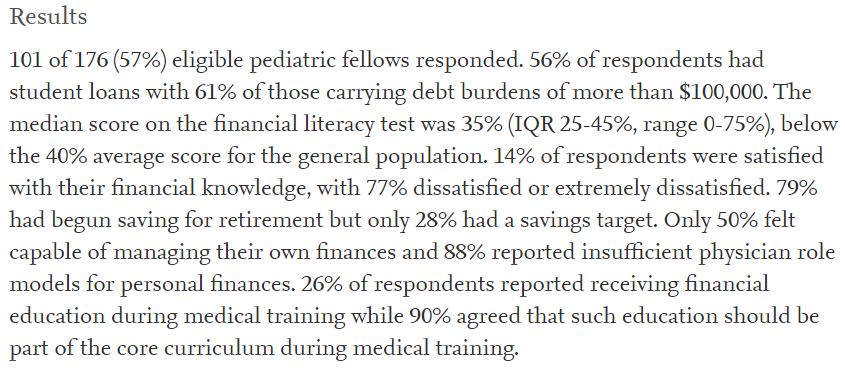 Results
101 of 176 (57%) eligible pediatric fellows responded. 56% of respondents had
student loans with 61% of those carrying debt burdens of more than $100,000. The
median score on the financial literacy test was 35% (IQR 25-45%, range 0-75%), below
the 40% average score for the general population. 14% of respondents were satisfied
with their financial knowledge, with 77% dissatisfied or extremely dissatisfied. 79%
had begun saving for retirement but only 28% had a savings target. Only 50% felt
capable of managing their own finances and 88% reported insufficient physician role
models for personal finances. 26% of respondents reported receiving financial
education during medical training while 90% agreed that such education should be
part of the core curriculum during medical training.